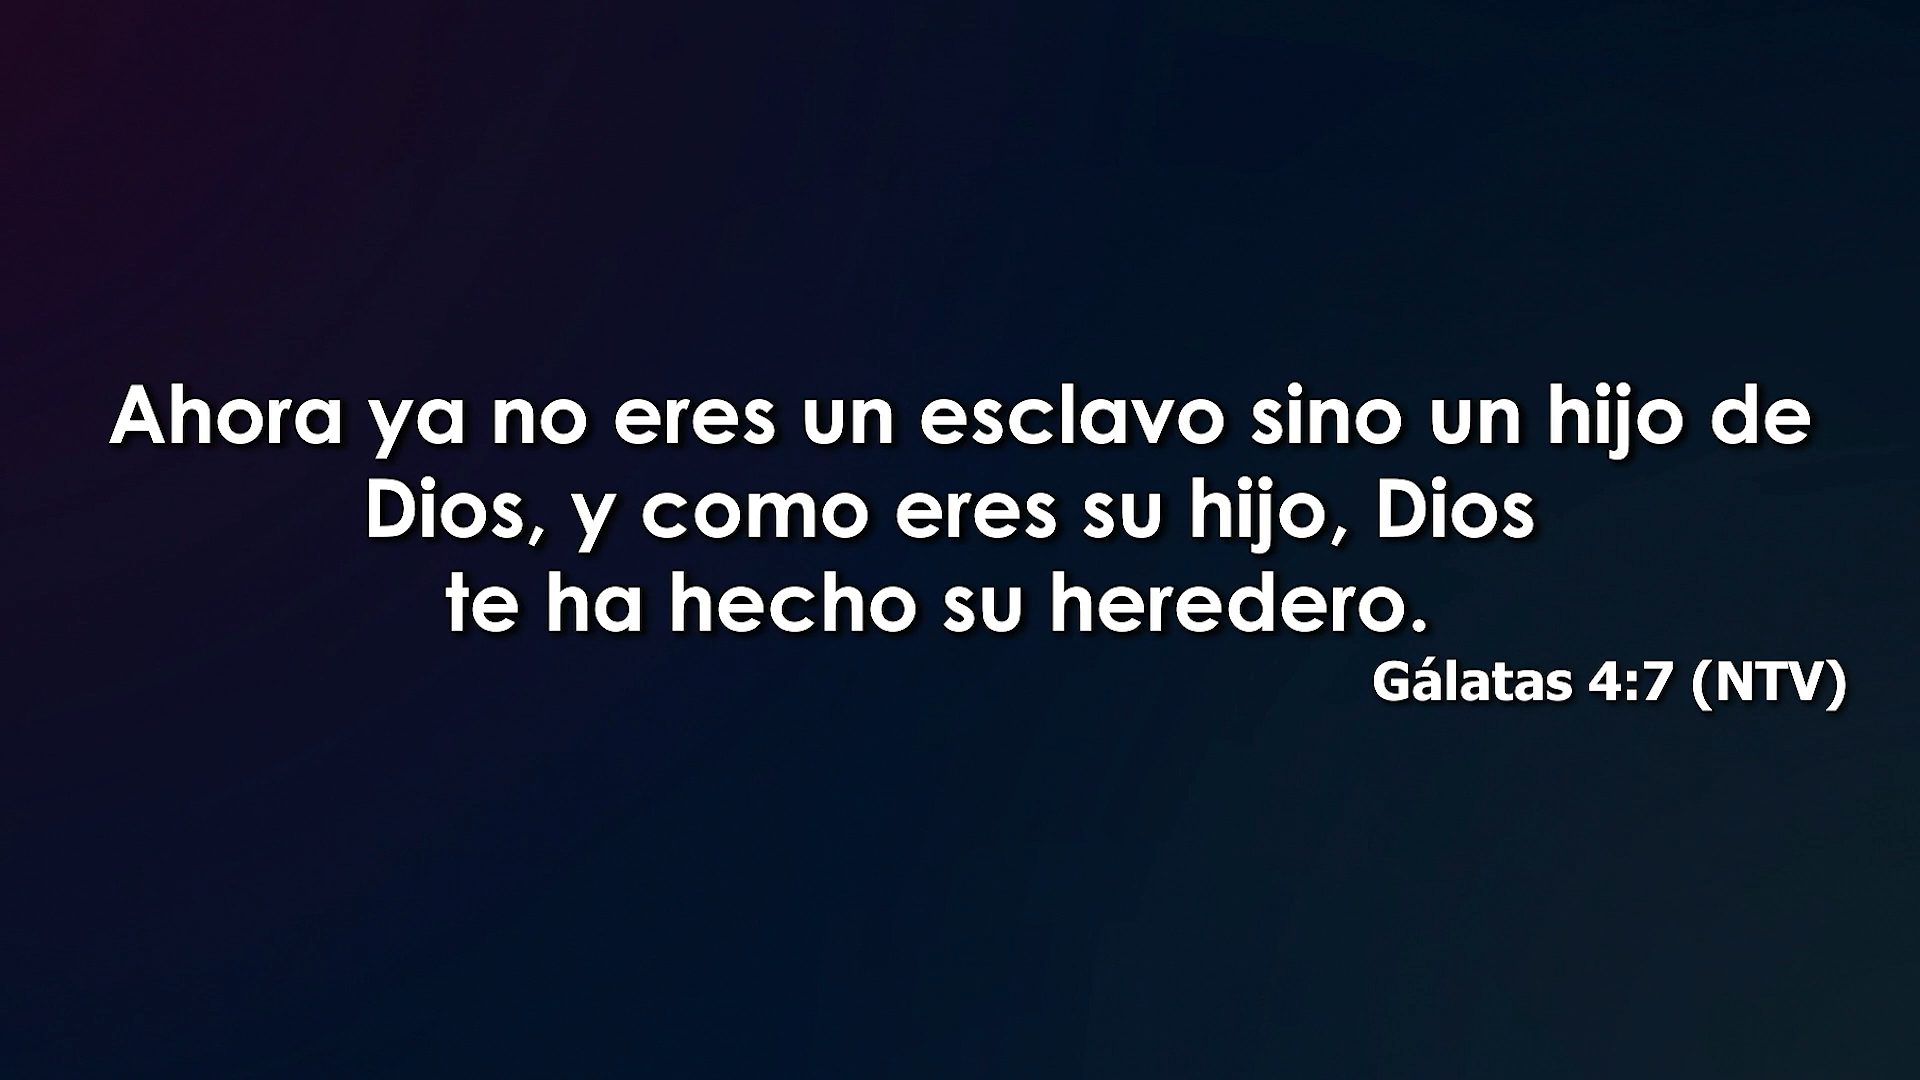 Ahora ya no eres un esclavo sino un hijo de
Dios, y como eres su hijo, Dios
te ha hecho su heredero.
Gálatas 4:7 (NTV)